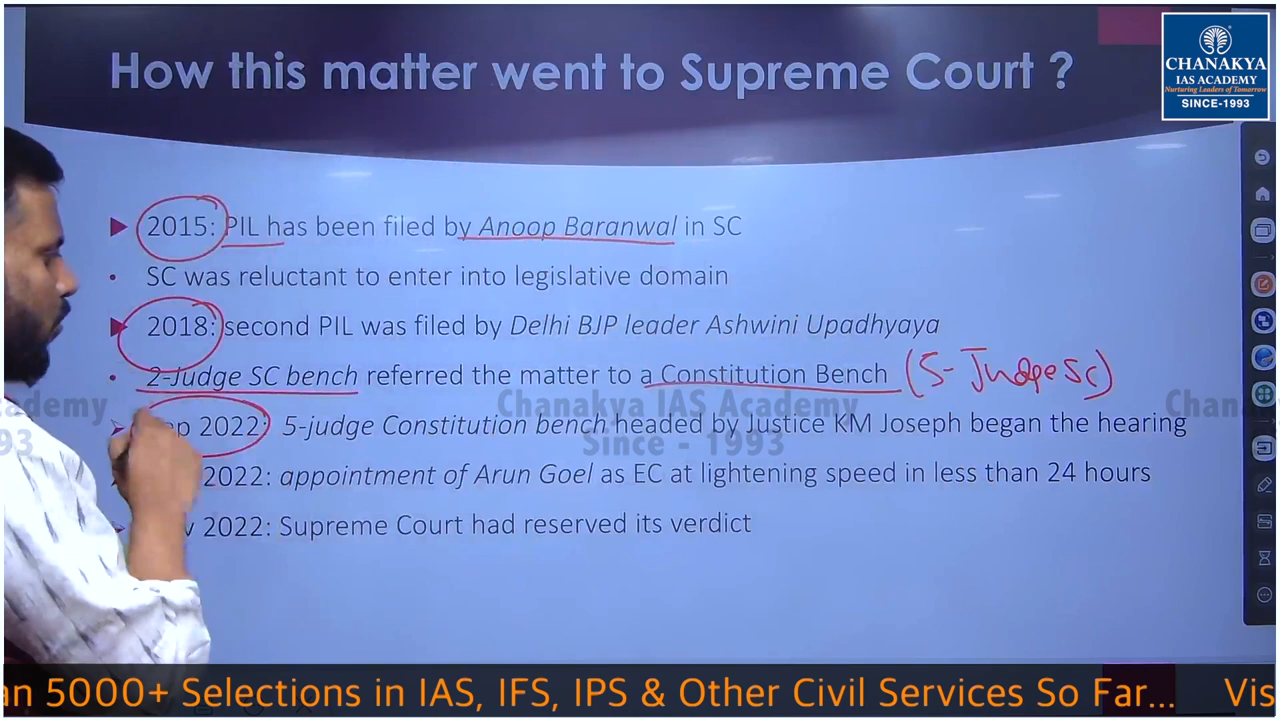 How this matter went to Supreme Court ?
CHANAKYA
IAS ACADEMY
Nurturing Leaders of Tomorrow
SINCE-1993
2015: PIL has been filed by Anoop Baranwal in SC
SC was reluctant to enter into legislative domain
2018: second PIL was filed by Delhi BJP leader Ashwini Upadhyaya
2-Judge SC bench referred the matter to a Constitution Bench (5-Judge SC)
2022: 5-judge Constitution bench headed by Justice KM Joseph began the hearing
2022: appointment of Arun Goel as EC at lightening speed in less than 24 hours
2022: Supreme Court had reserved its verdict
Chanakya IAS Academy
Since - 1993
an 5000+ Selections in IAS, IFS, IPS & Other Civil Services So Far... Vis